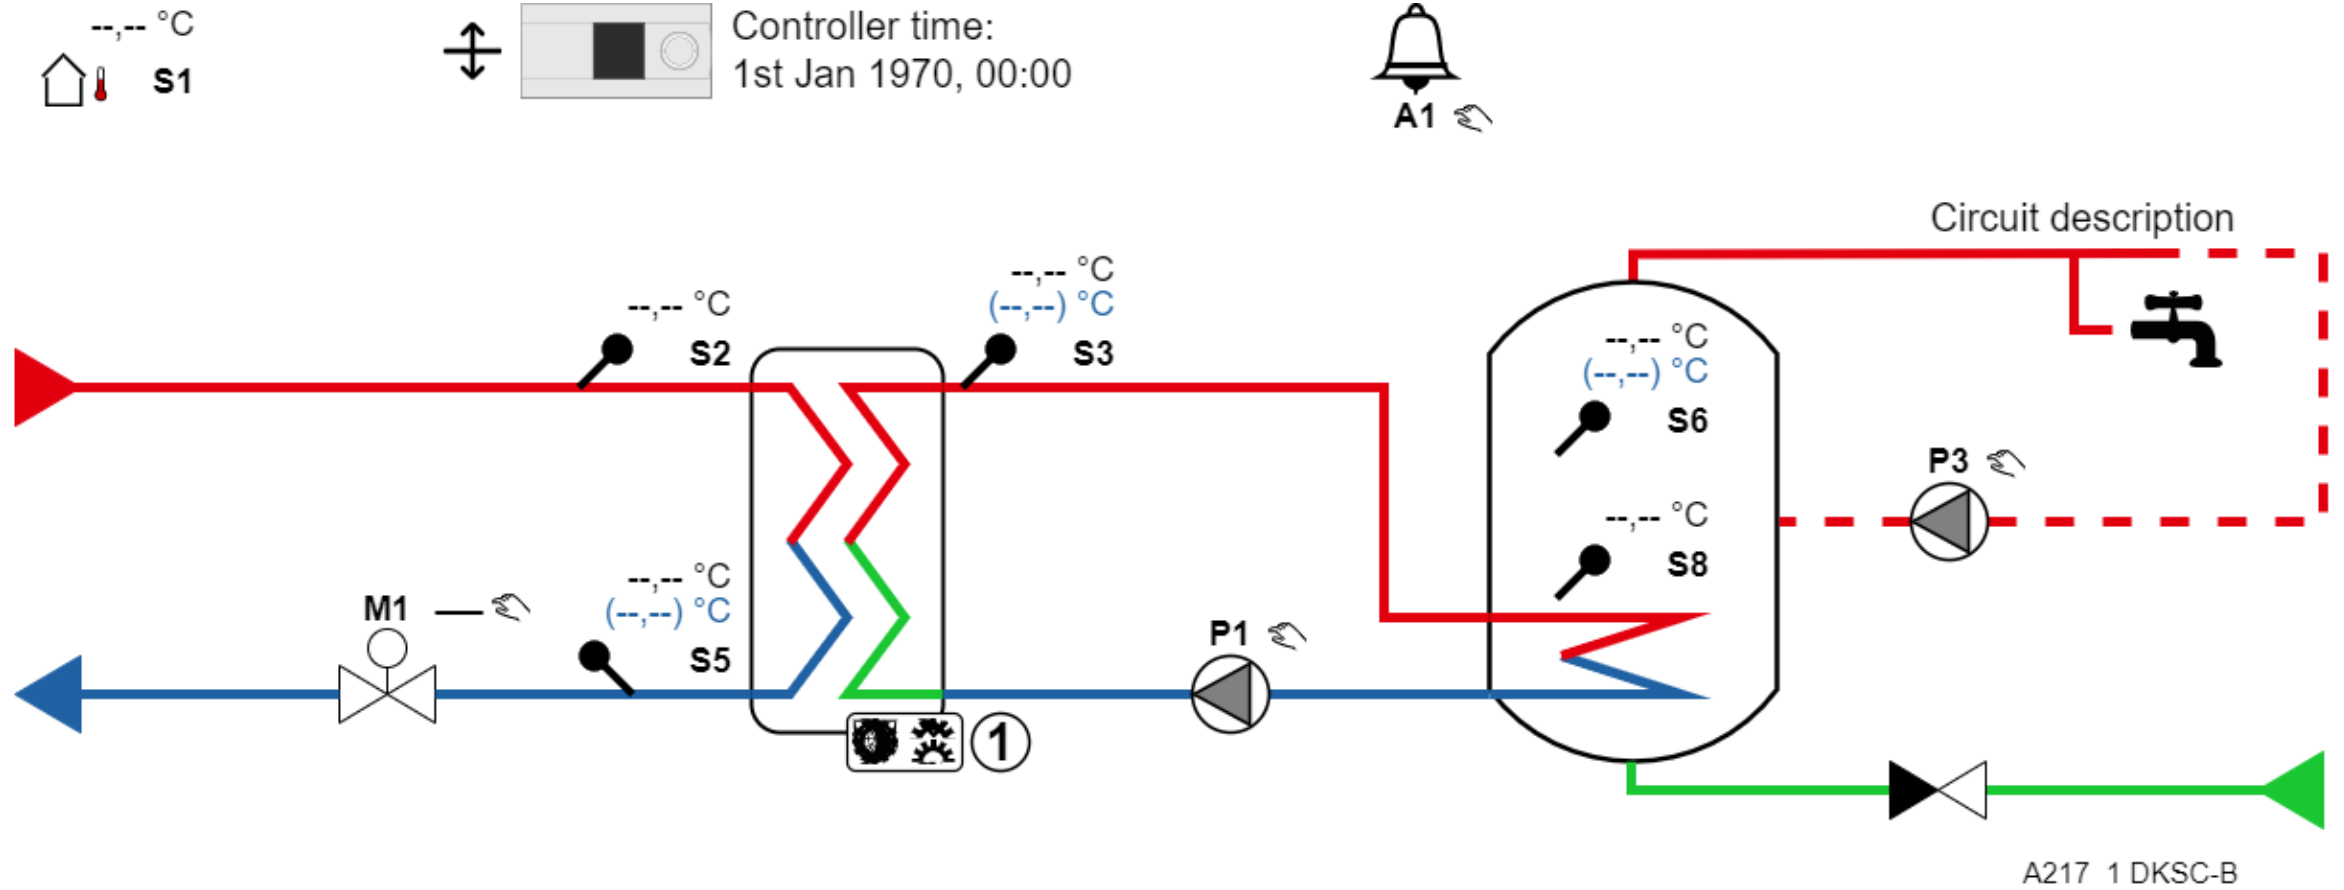 --,-- °C
S1
Controller time:
1st Jan 1970, 00:00
A1
Circuit description
--,-- °C
S2
--,-- °C
(--,--) °C
S3
--,-- °C
(--,--) °C
S6
P3
--,-- °C
S8
M1
--,-- °C
(--,--) °C
S5
P1
1
A217 1 DKSC-B